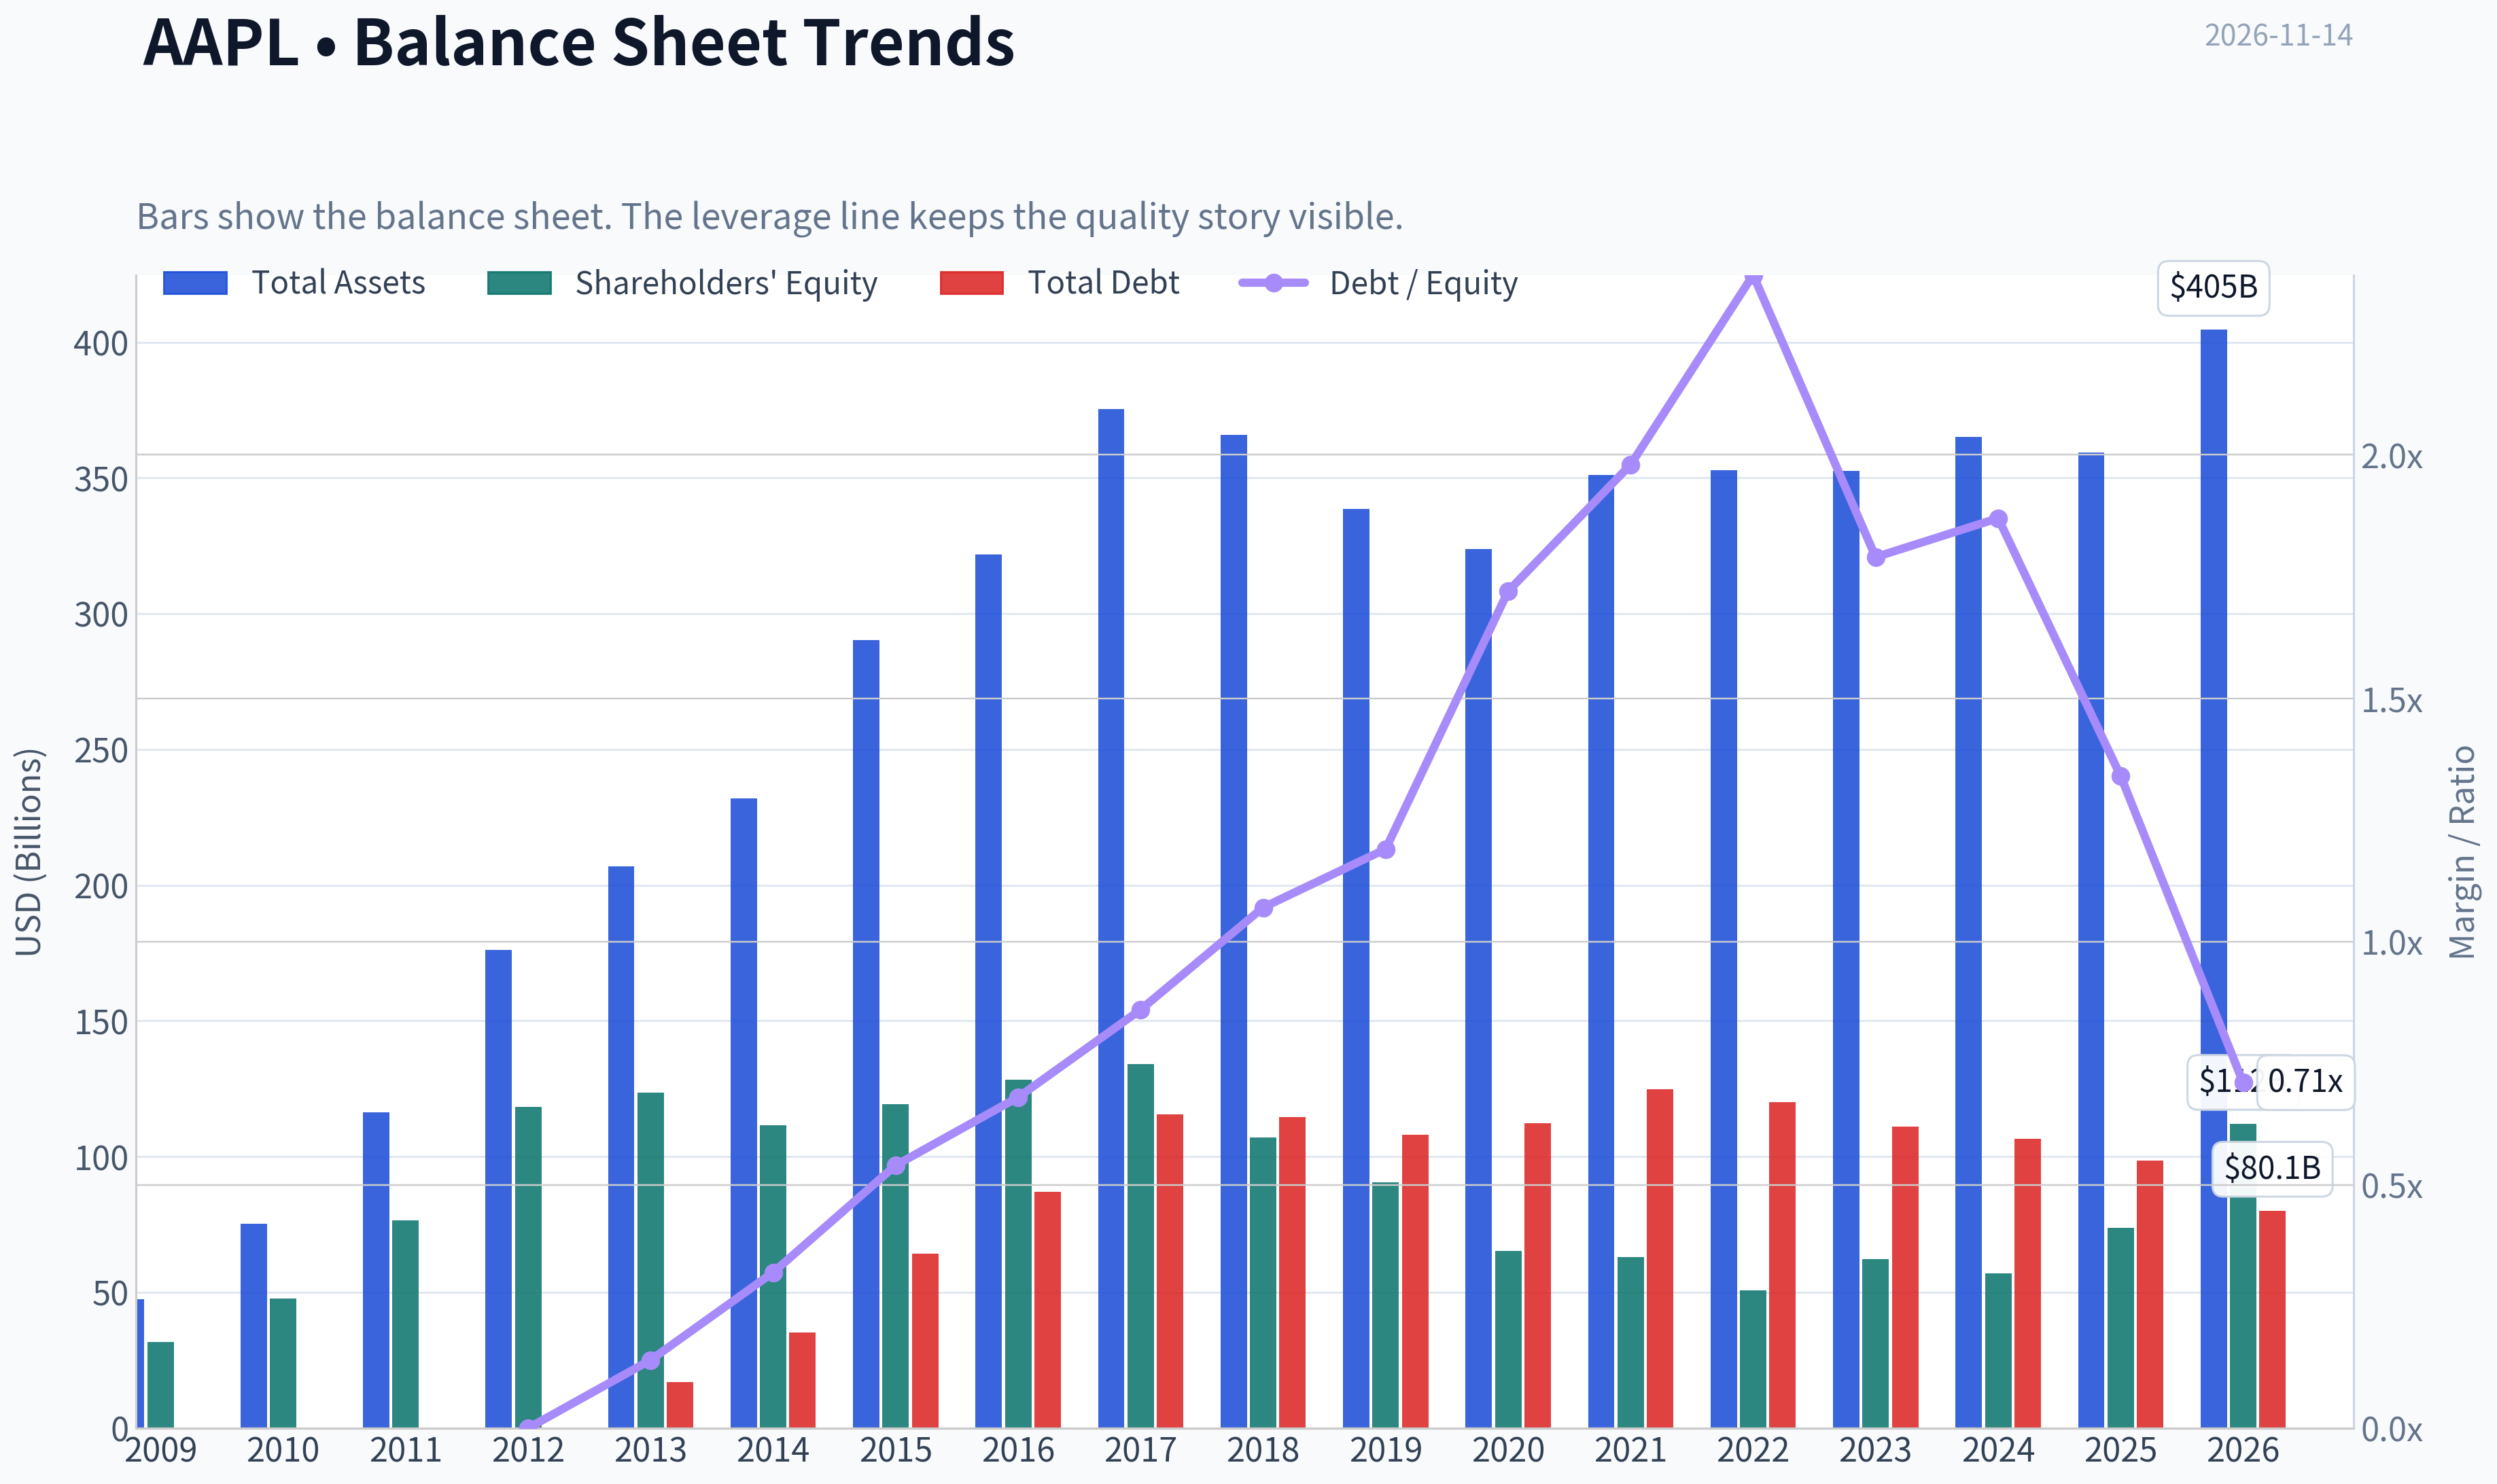 AAPL • Balance Sheet Trends
2026-11-14
Bars show the balance sheet. The leverage line keeps the quality story visible.
Total Assets
Shareholders' Equity
Total Debt
Debt / Equity
$405B
400
350
300
250
200
150
100
50
0
USD (Billions)
2.0x
1.5x
1.0x
0.5x
0.0x
Margin / Ratio
0.71x
$80.1B
2009
2010
2011
2012
2013
2014
2015
2016
2017
2018
2019
2020
2021
2022
2023
2024
2025
2026